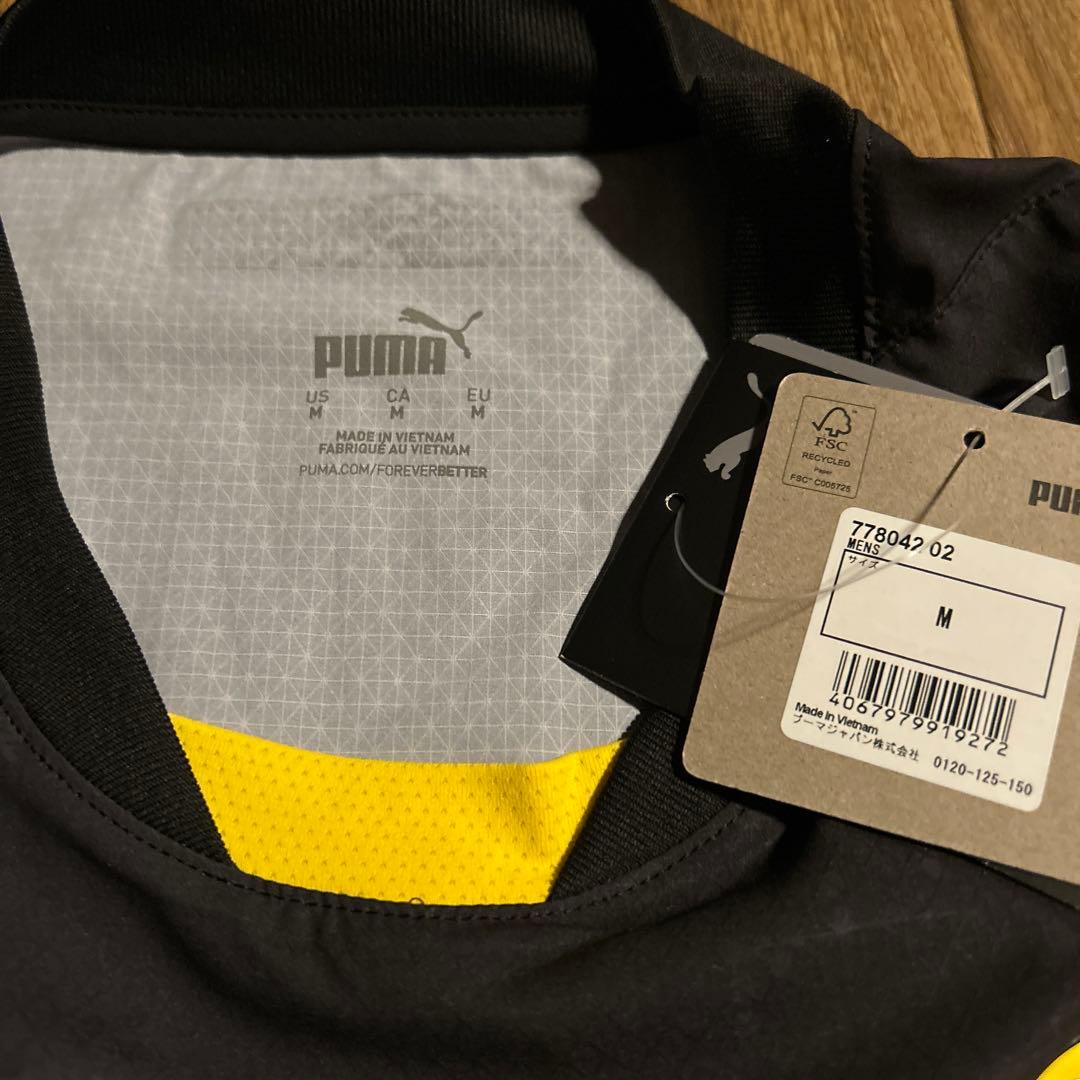 PUMA
US CA EU
M M M
MADE IN VIETNAM
FABRIQUÉ AU VIETNAM
PUMA.COM/FOREVERBETTER
FSC
RECYCLED
Paper
FSC™ C005725
778042 02
MENS
サイズ
M
4067979919272
Made in Vietnam
プーマジャパン株式会社 0120-125-150